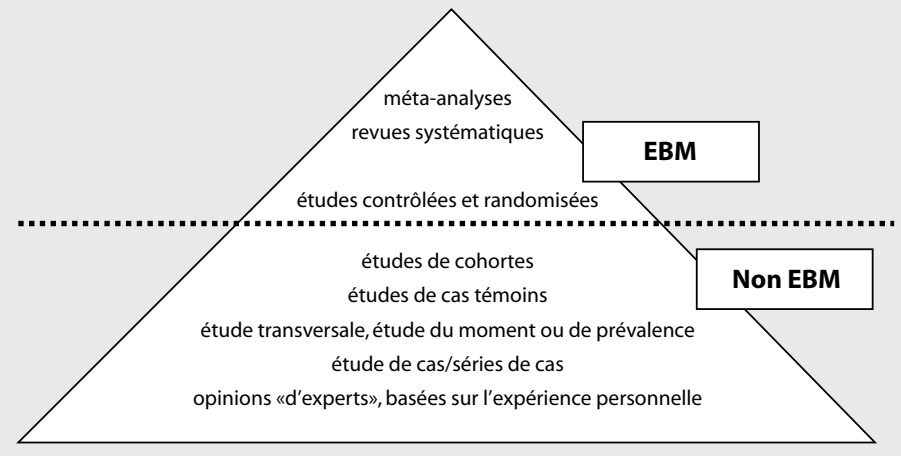 méta-analyses
revues systématiques
EBM
études contrôlées et randomisées
études de cohortes
Non EBM
études de cas témoins
étude transversale, étude du moment ou de prévalence
étude de cas/séries de cas
opinions «d’experts», basées sur l’expérience personnelle